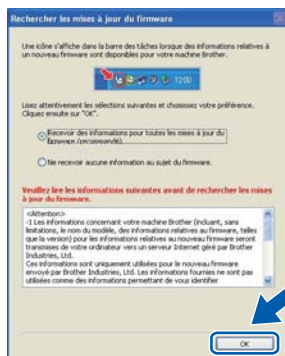 Rechercher les mises à jour du firmware
Une icône s'affiche dans la barre des tâches lorsque des informations relatives à
un nouveau firmware sont disponibles pour votre machine Brother.
12:00
Lisez attentivement les sélections suivantes et choisissez votre préférence.
Cliquez ensuite sur "OK".
Recevoir des informations pour toutes les mises à jour du
firmware (recommandé).
Ne recevoir aucune information au sujet du firmware.
Veuillez lire les informations suivantes avant de rechercher les mises
à jour du firmware.
<Attention>
-1 Les informations concernant votre machine Brother (incluant, sans
limitations, le nom du modèle, des informations relatives au firmware, telles
que la version) pour les informations relatives au nouveau firmware seront
transmises de votre ordinateur vers un serveur Internet géré par Brother
Industries, Ltd.
Ces informations sont uniquement utilisées pour le nouveau firmware
envoyé par Brother Industries, Ltd. Les informations fournies ne sont pas
utilisées comme des informations permettant de vous identifier
OK